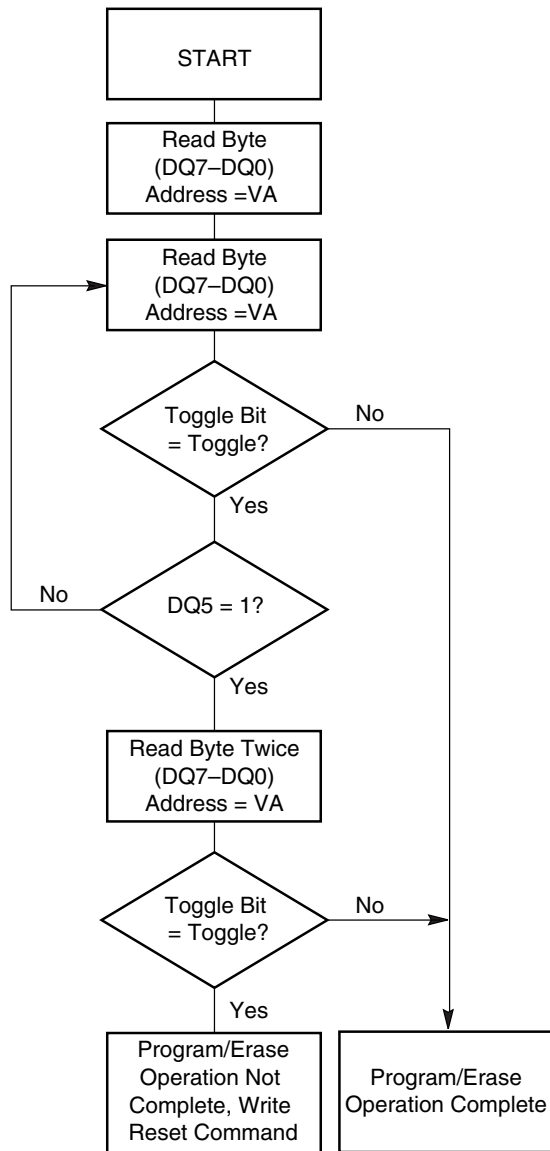 START
Read Byte
(DQ7–DQ0)
Address =VA
Read Byte
(DQ7–DQ0)
Address =VA
Toggle Bit
= Toggle?
No
Yes
No
DQ5 = 1?
Yes
Read Byte Twice
(DQ7–DQ0)
Address = VA
Toggle Bit
= Toggle?
No
Yes
Program/Erase
Operation Not
Complete, Write
Reset Command
Program/Erase
Operation Complete